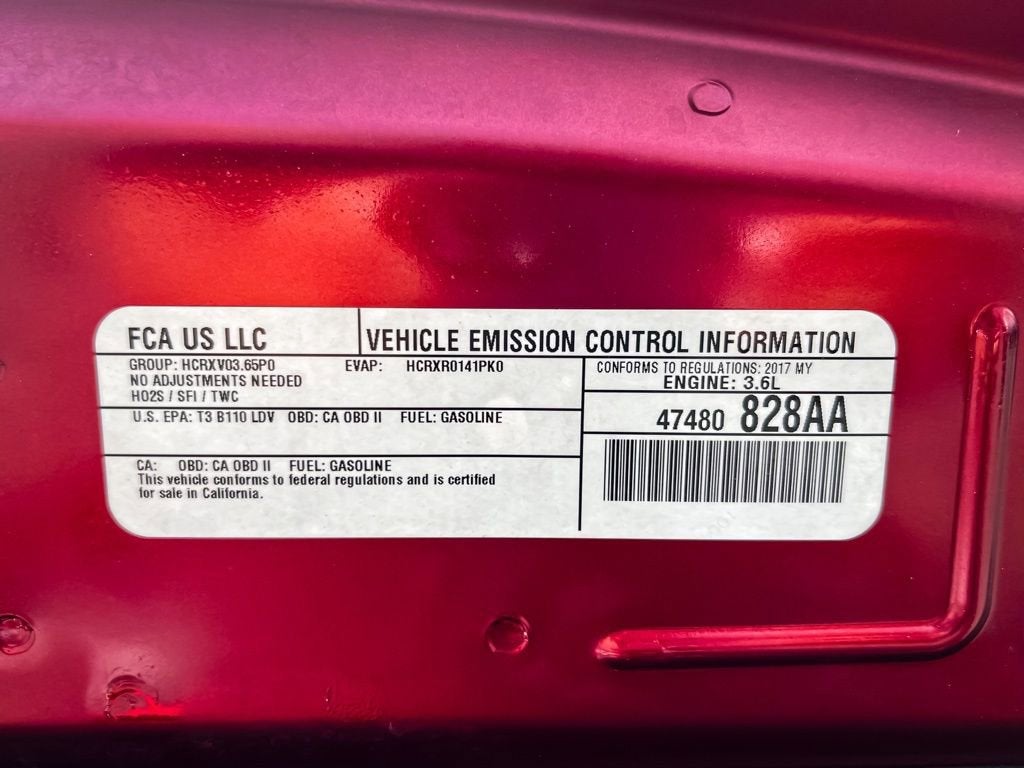 FCA US LLC
VEHICLE EMISSION CONTROL INFORMATION
GROUP: HCRXV03.65P0 EVAP: HCRXR0141PK0
NO ADJUSTMENTS NEEDED
HO2S / SFI / TWC
CONFORMS TO REGULATIONS: 2017 MY
ENGINE: 3.6L
U.S. EPA: T3 B110 LDV OBD: CA OBD II FUEL: GASOLINE
47480 828AA
CA: OBD: CA OBD II FUEL: GASOLINE
This vehicle conforms to federal regulations and is certified
for sale in California.